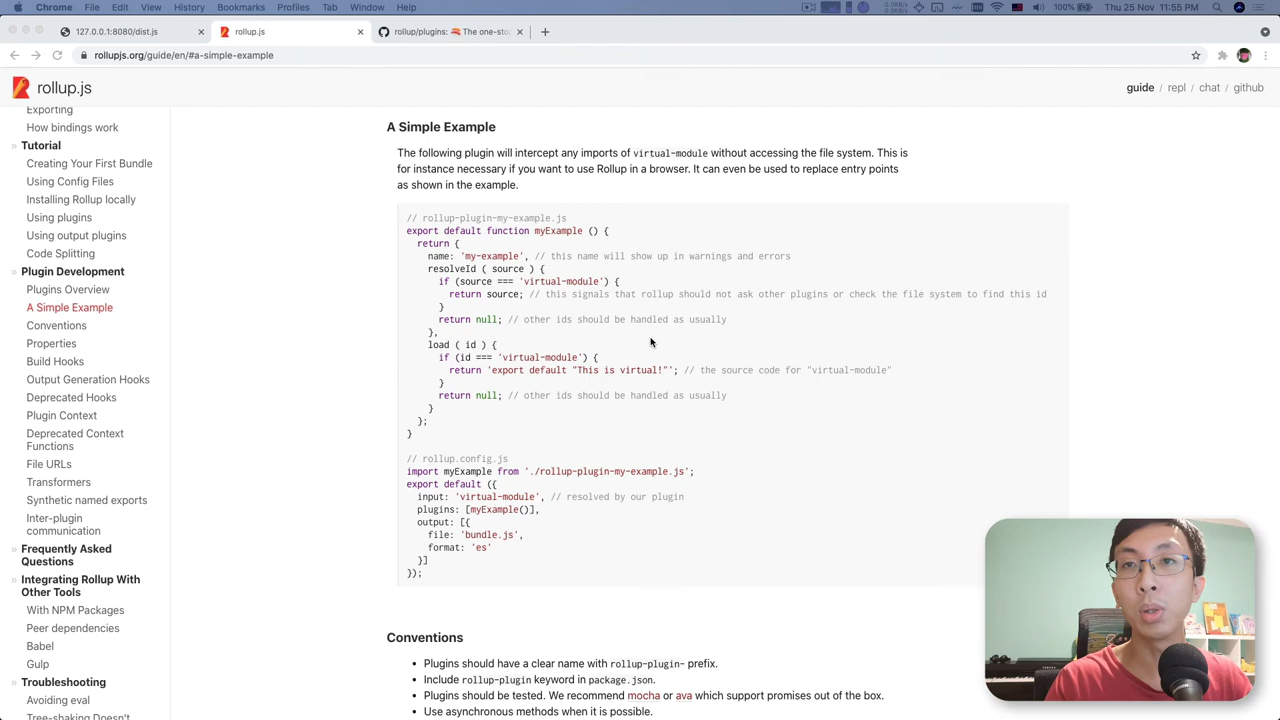 Chrome File Edit View History Bookmarks Profiles Tab Window Help 100% Thu 25 Nov 11:55 PM
127.0.0.1:8080/dist.js rollup.js rollup/plugins: 🍣 The one-sto
rollupjs.org/guide/en/#a-simple-example
rollup.js guide / repl / chat / github
Exporting
How bindings work
Tutorial
Creating Your First Bundle
Using Config Files
Installing Rollup locally
Using plugins
Using output plugins
Code Splitting
Plugin Development
Plugins Overview
A Simple Example
Conventions
Properties
Build Hooks
Output Generation Hooks
Deprecated Hooks
Plugin Context
Deprecated Context
Functions
File URLs
Transformers
Synthetic named exports
Inter-plugin
communication
Frequently Asked
Questions
Integrating Rollup With
Other Tools
With NPM Packages
Peer dependencies
Babel
Gulp
Troubleshooting
Avoiding eval
Tree-shaking Doesn't
A Simple Example
The following plugin will intercept any imports of virtual-module without accessing the file system. This is
for instance necessary if you want to use Rollup in a browser. It can even be used to replace entry points
as shown in the example.
// rollup-plugin-my-example.js
export default function myExample () {
return {
name: 'my-example', // this name will show up in warnings and errors
resolveId ( source ) {
if (source === 'virtual-module') {
return source; // this signals that rollup should not ask other plugins or check the file system to find this id
}
return null; // other ids should be handled as usually
},
load ( id ) {
if (id === 'virtual-module') {
return 'export default "This is virtual!"'; // the source code for "virtual-module"
}
return null; // other ids should be handled as usually
}
};
}
// rollup.config.js
import myExample from './rollup-plugin-my-example.js';
export default ({
input: 'virtual-module', // resolved by our plugin
plugins: [myExample()],
output: [{
file: 'bundle.js',
format: 'es'
}]
});
Conventions
• Plugins should have a clear name with rollup-plugin- prefix.
• Include rollup-plugin keyword in package.json.
• Plugins should be tested. We recommend mocha or ava which support promises out of the box.
• Use asynchronous methods when it is possible.